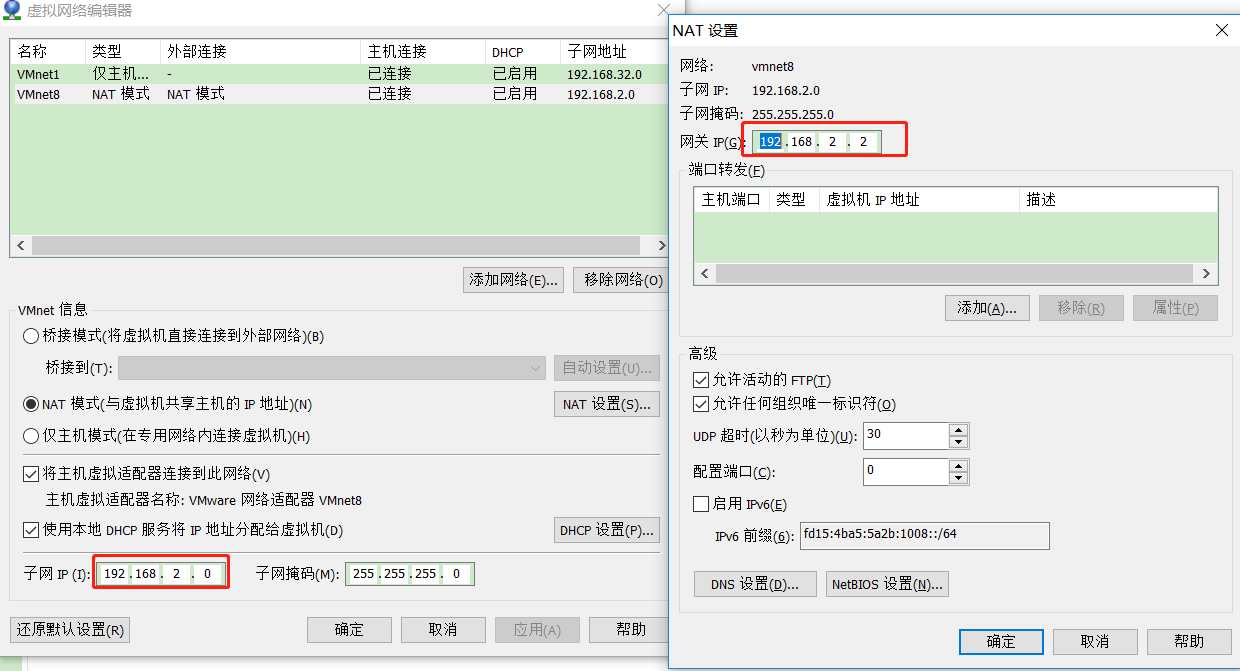 虚拟网络编辑器
名称 类型 外部连接 主机连接 DHCP 子网地址
VMnet1 仅主机... - 已连接 已启用 192.168.32.0
VMnet8 NAT 模式 NAT 模式 已连接 已启用 192.168.2.0
添加网络(E)... 移除网络(O)
VMnet 信息
桥接模式(将虚拟机直接连接到外部网络)(B)
桥接到(T): 自动设置(U)...
NAT 模式(与虚拟机共享主机的 IP 地址)(N) NAT 设置(S)...
仅主机模式(在专用网络内连接虚拟机)(H)
将主机虚拟适配器连接到此网络(V)
主机虚拟适配器名称: VMware 网络适配器 VMnet8
使用本地 DHCP 服务将 IP 地址分配给虚拟机(D) DHCP 设置(P)...
子网 IP (I): 192.168. 2 . 0 子网掩码(M): 255.255.255. 0
还原默认设置(R) 确定 取消 应用(A) 帮助
NAT 设置
网络: vmnet8
子网 IP: 192.168.2.0
子网掩码: 255.255.255.0
网关 IP(G): 192.168. 2 . 2
端口转发(F)
主机端口 类型 虚拟机 IP 地址 描述
添加(A)... 移除(R) 属性(P)
高级
允许活动的 FTP(T)
允许任何组织唯一标识符(O)
UDP 超时(以秒为单位)(U): 30
配置端口(C): 0
启用 IPv6(E)
IPv6 前缀(6): fd15:4ba5:5a2b:1008::/64
DNS 设置(D)... NetBIOS 设置(N)...
确定 取消 帮助